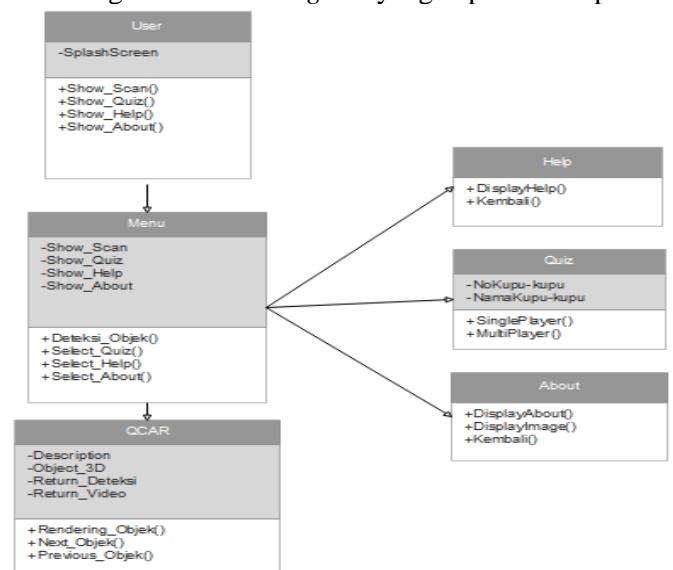 User
-SplashScreen
+Show_Scan()
+Show_Quiz()
+Show_Help()
+Show_About()
Menu
-Show_Scan
-Show_Quiz
-Show_Help
-Show_About
+Deteksi_Objek()
+Select_Quiz()
+Select_Help()
+Select_About()
QCAR
-Description
-Object_3D
-Return_Deteksi
-Return_Video
+Rendering_Objek()
+Next_Objek()
+Previous_Objek()
Help
+DisplayHelp()
+Kembali()
Quiz
-NoKupu-kupu
-NamaKupu-kupu
+SinglePlayer()
+MultiPlayer()
About
+DisplayAbout()
+DisplayImage()
+Kembali()